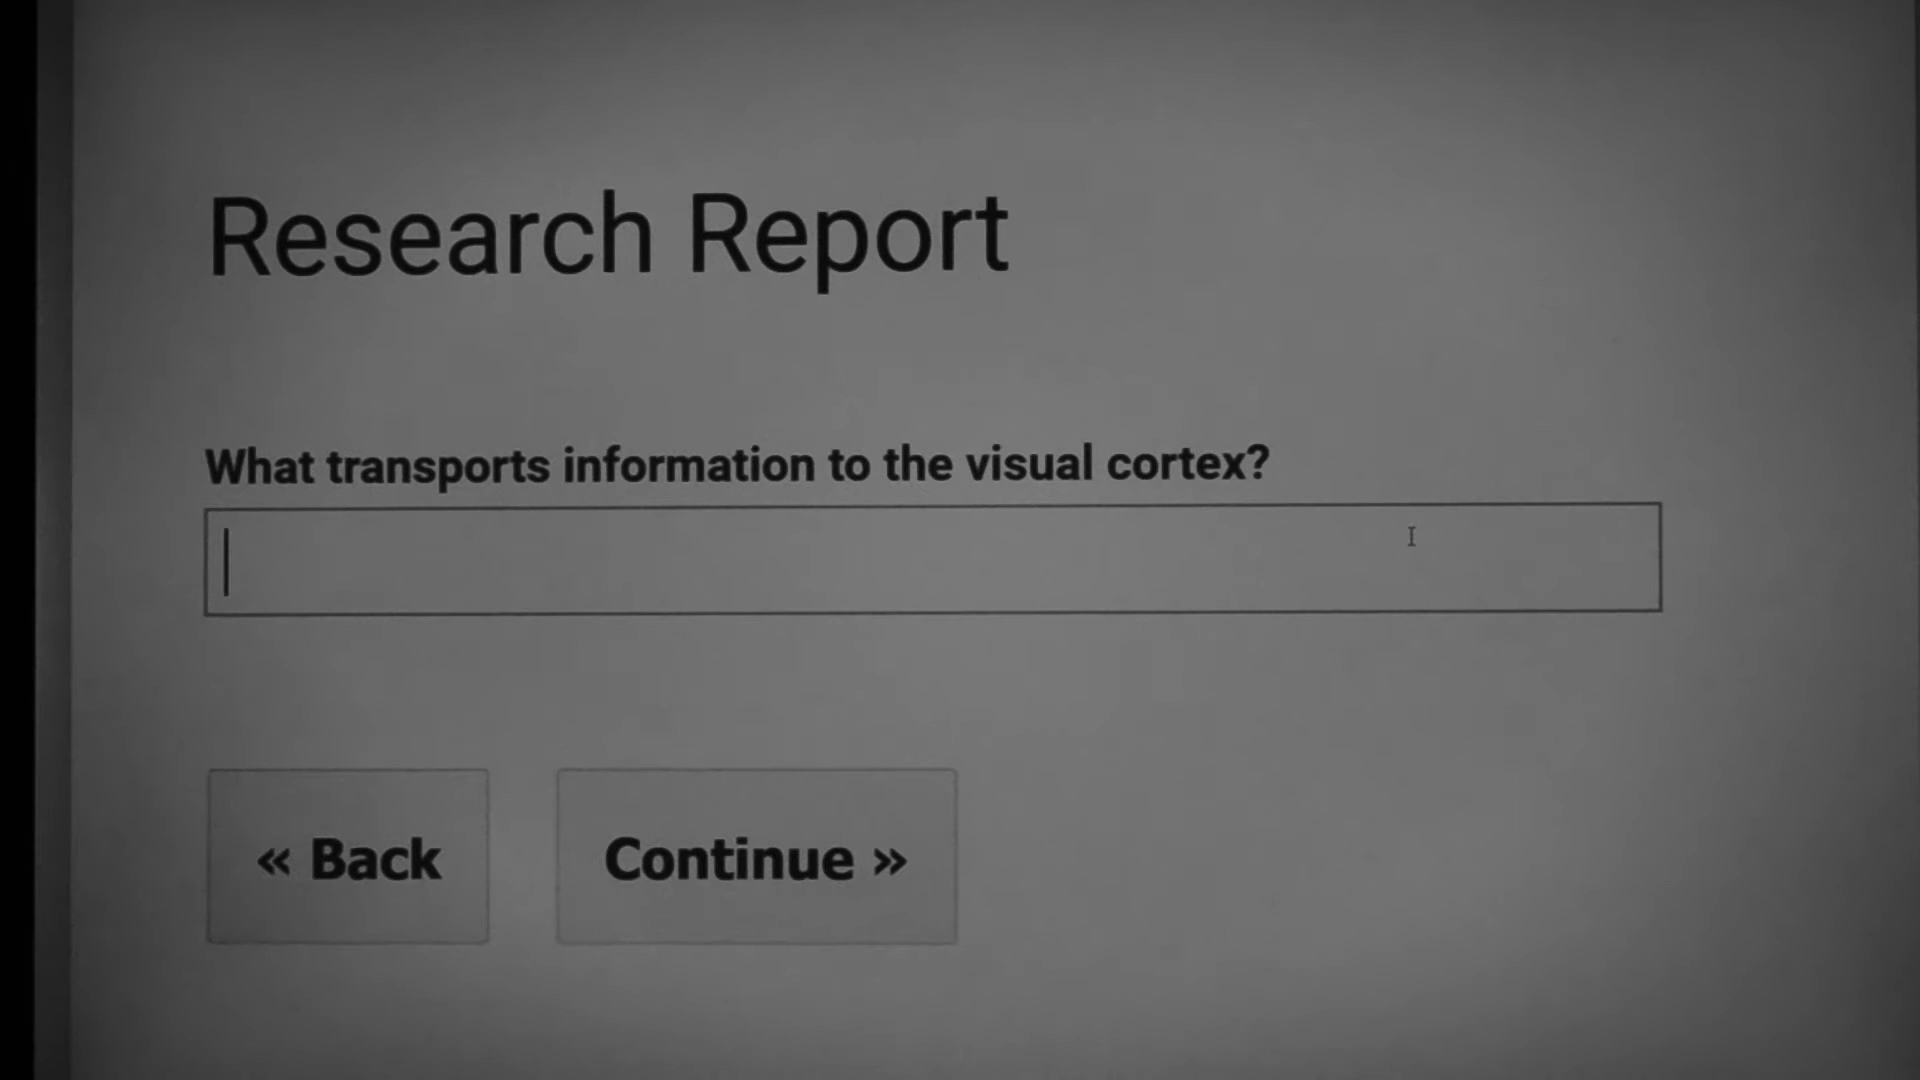 Research Report
What transports information to the visual cortex?
« Back
Continue »